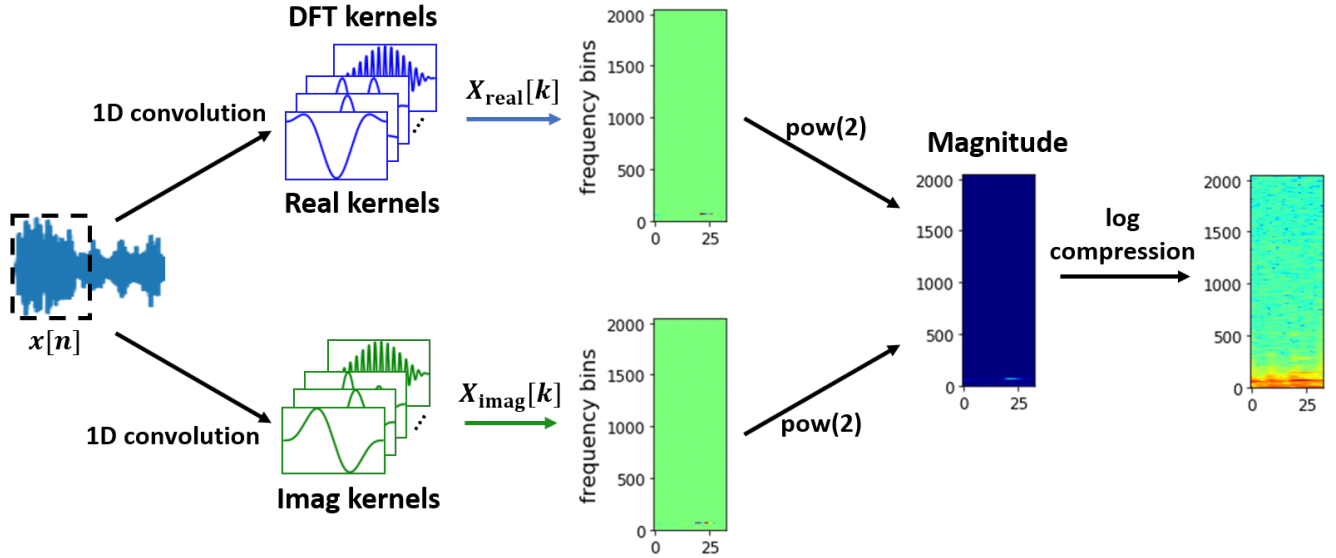 DFT kernels
1D convolution
Real kernels
X_real[k]
frequency bins
2000
1500
1000
500
0
0 25
pow(2)
x[n]
1D convolution
Imag kernels
X_imag[k]
frequency bins
2000
1500
1000
500
0
0 25
pow(2)
Magnitude
2000
1500
1000
500
0
0 25
log
compression
2000
1500
1000
500
0
0 25